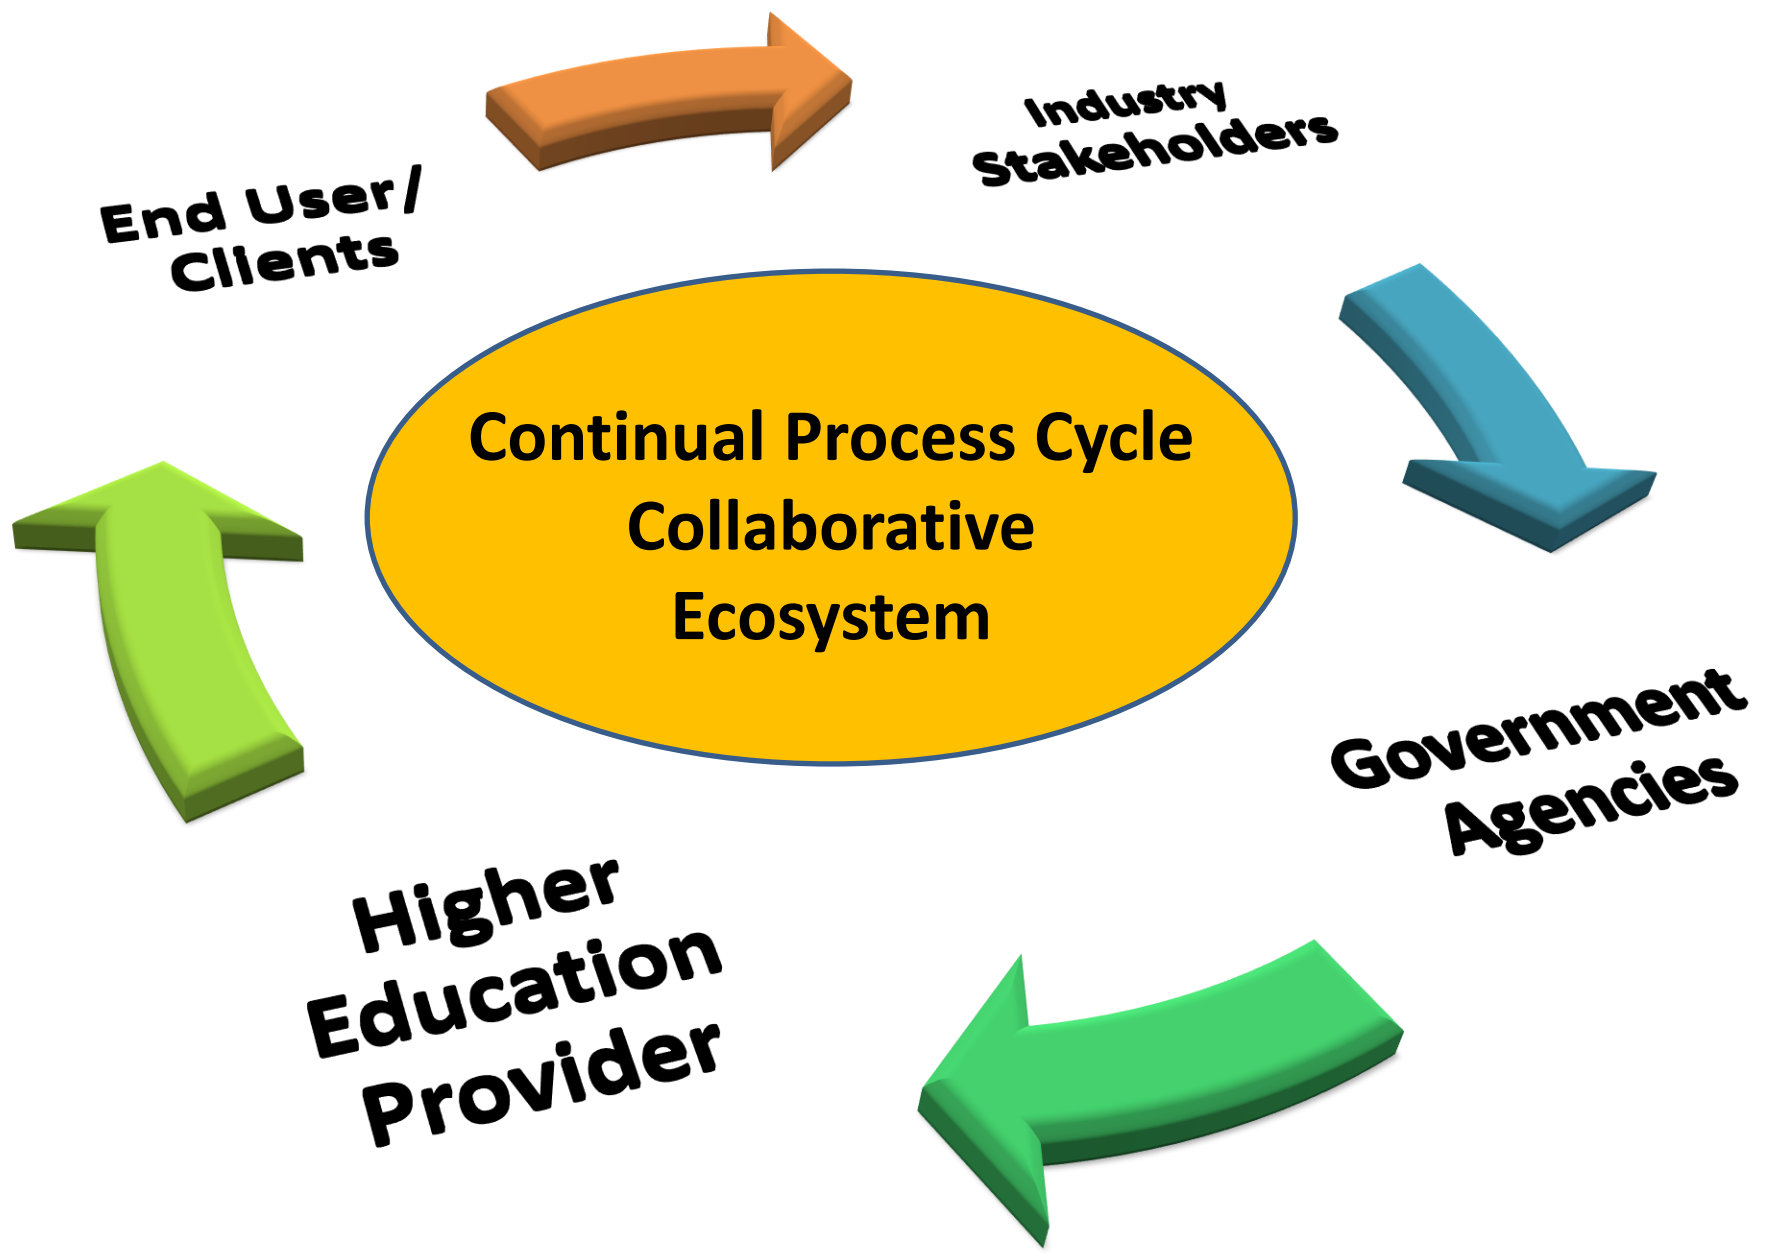 Industry
Stakeholders
End User/
Clients
Continual Process Cycle
Collaborative
Ecosystem
Government
Agencies
Higher
Education
Provider